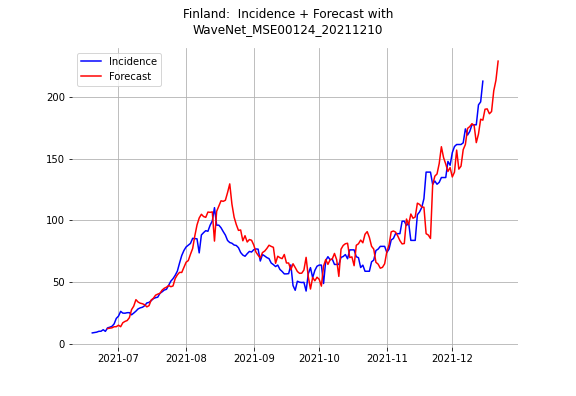 Finland:  Incidence + Forecast with
WaveNet_MSE00124_20211210
Incidence
Forecast
200
150
100
50
0
2021-07
2021-08
2021-09
2021-10
2021-11
2021-12